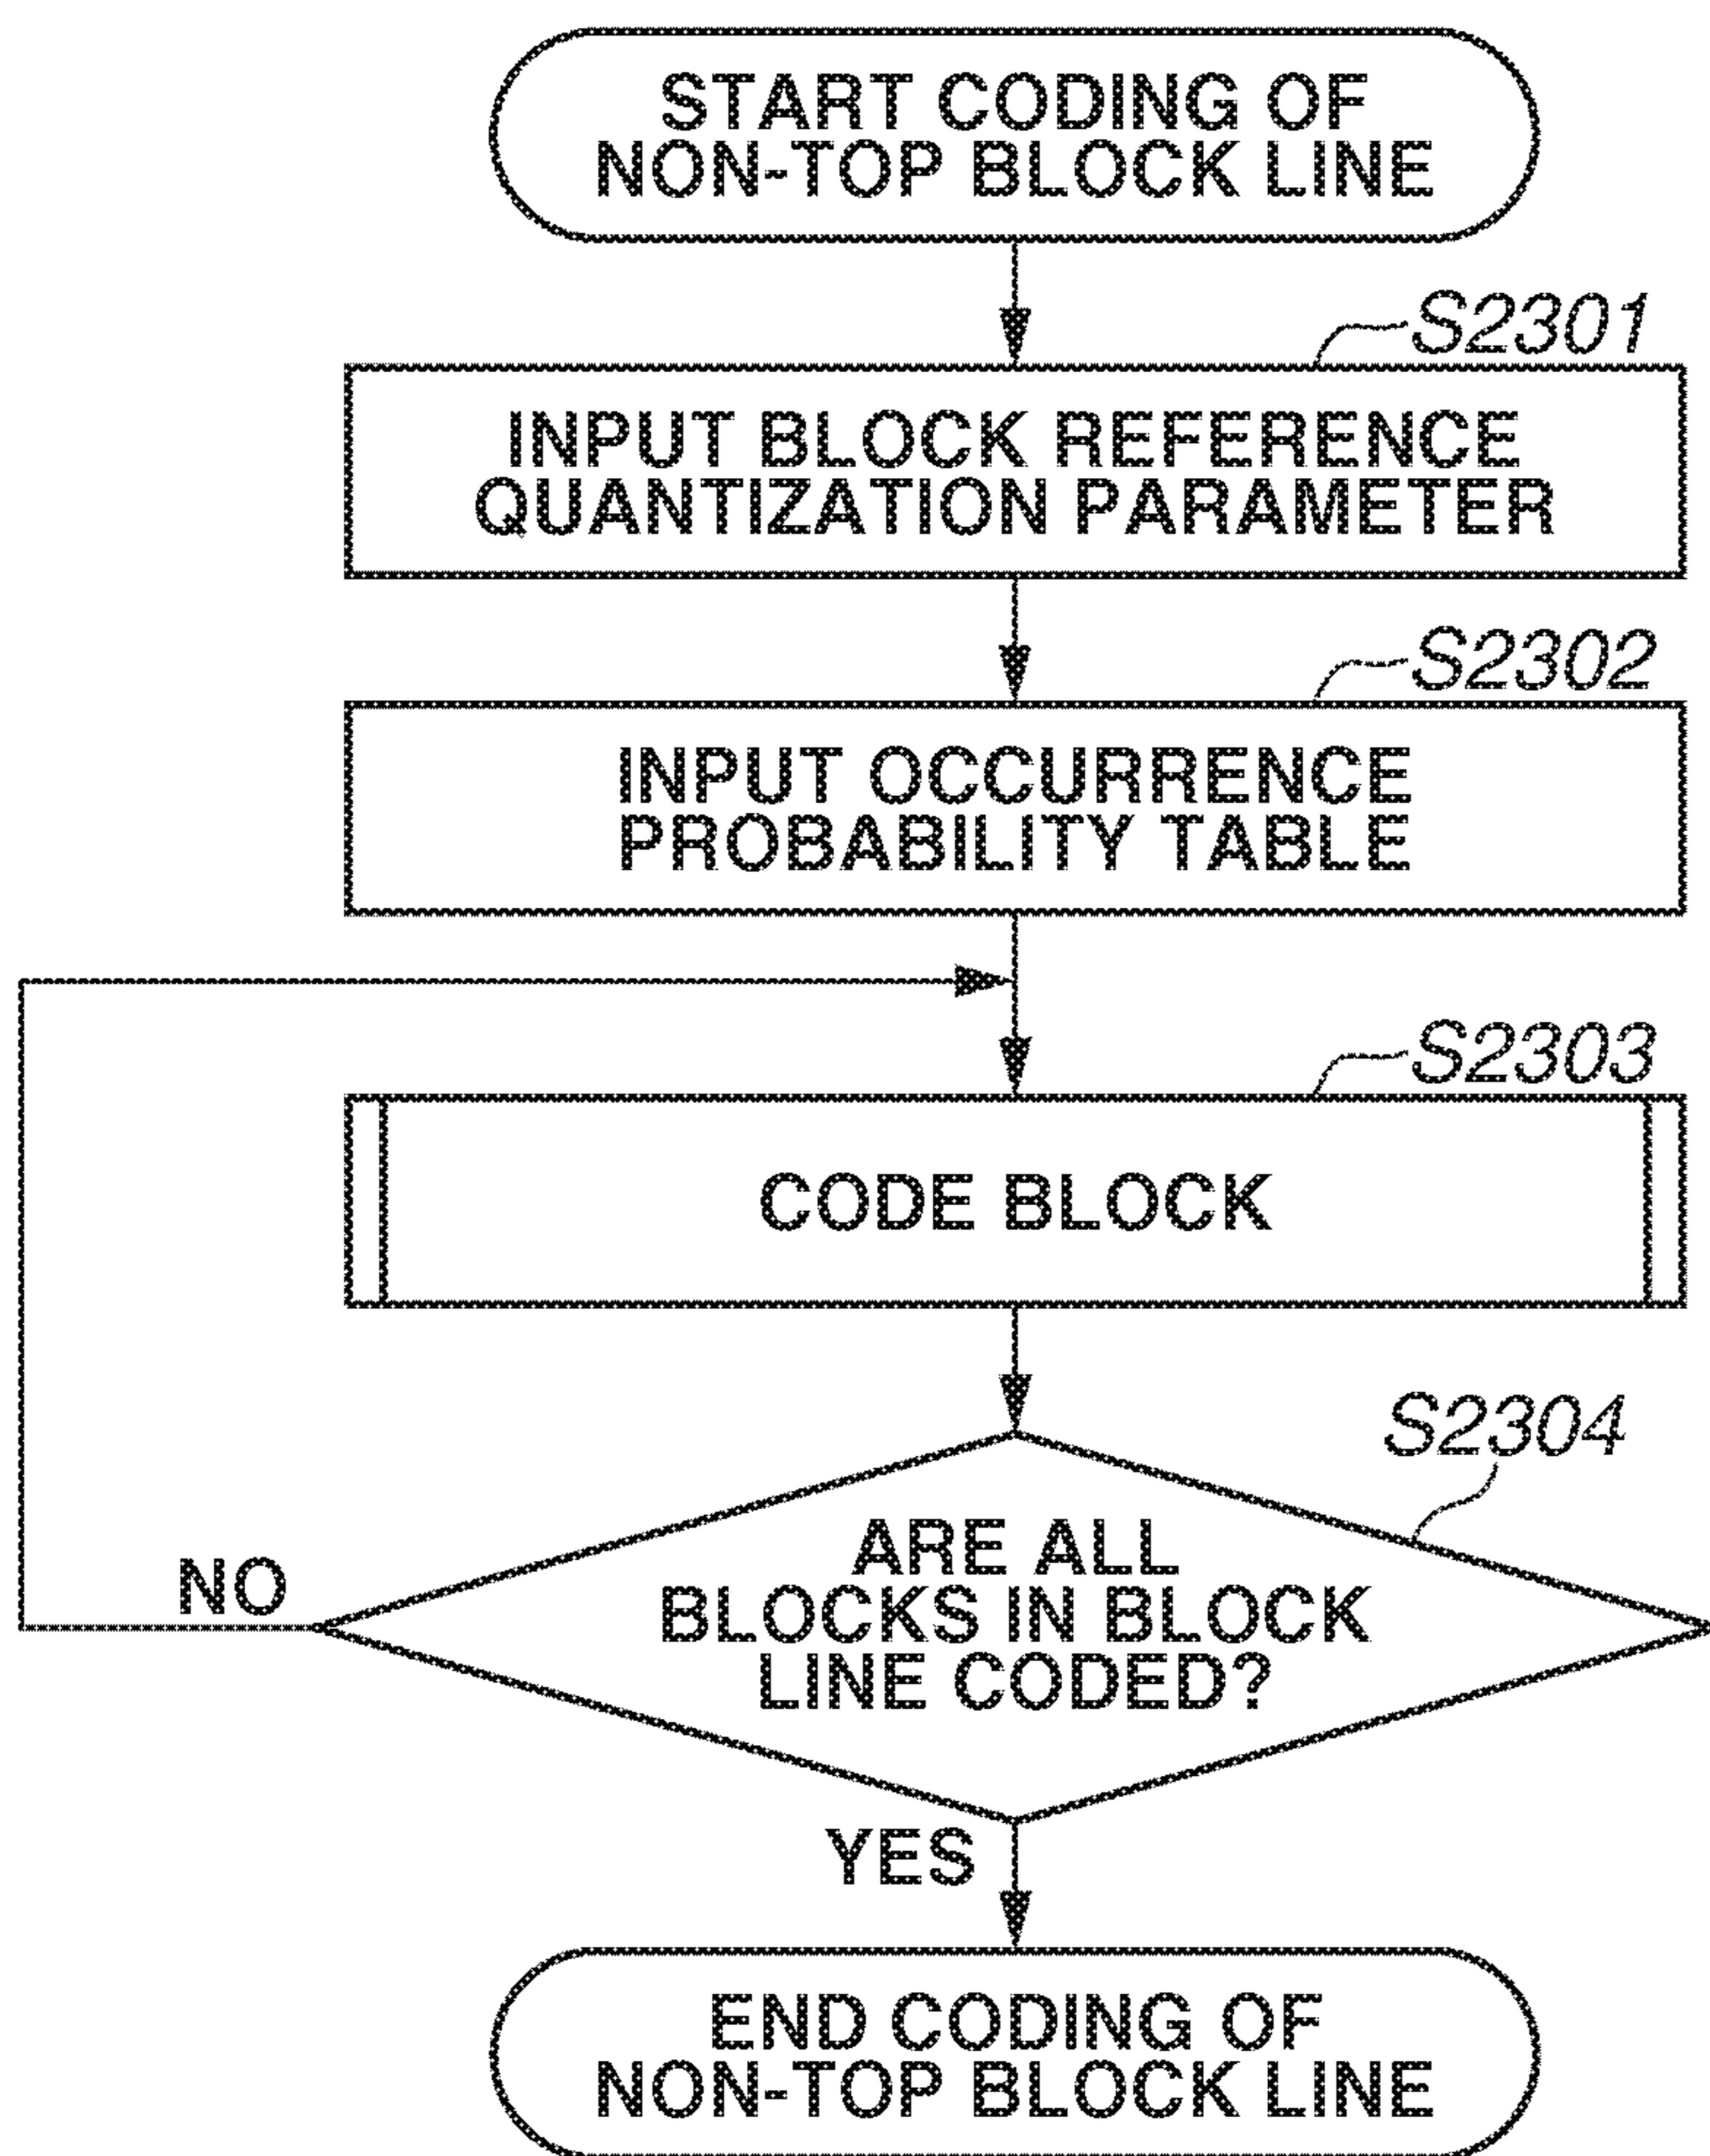 START CODING OF
NON-TOP BLOCK LINE
S2301
INPUT BLOCK REFERENCE
QUANTIZATION PARAMETER
S2302
INPUT OCCURRENCE
PROBABILITY TABLE
S2303
CODE BLOCK
S2304
ARE ALL
BLOCKS IN BLOCK
LINE CODED?
NO
YES
END CODING OF
NON-TOP BLOCK LINE